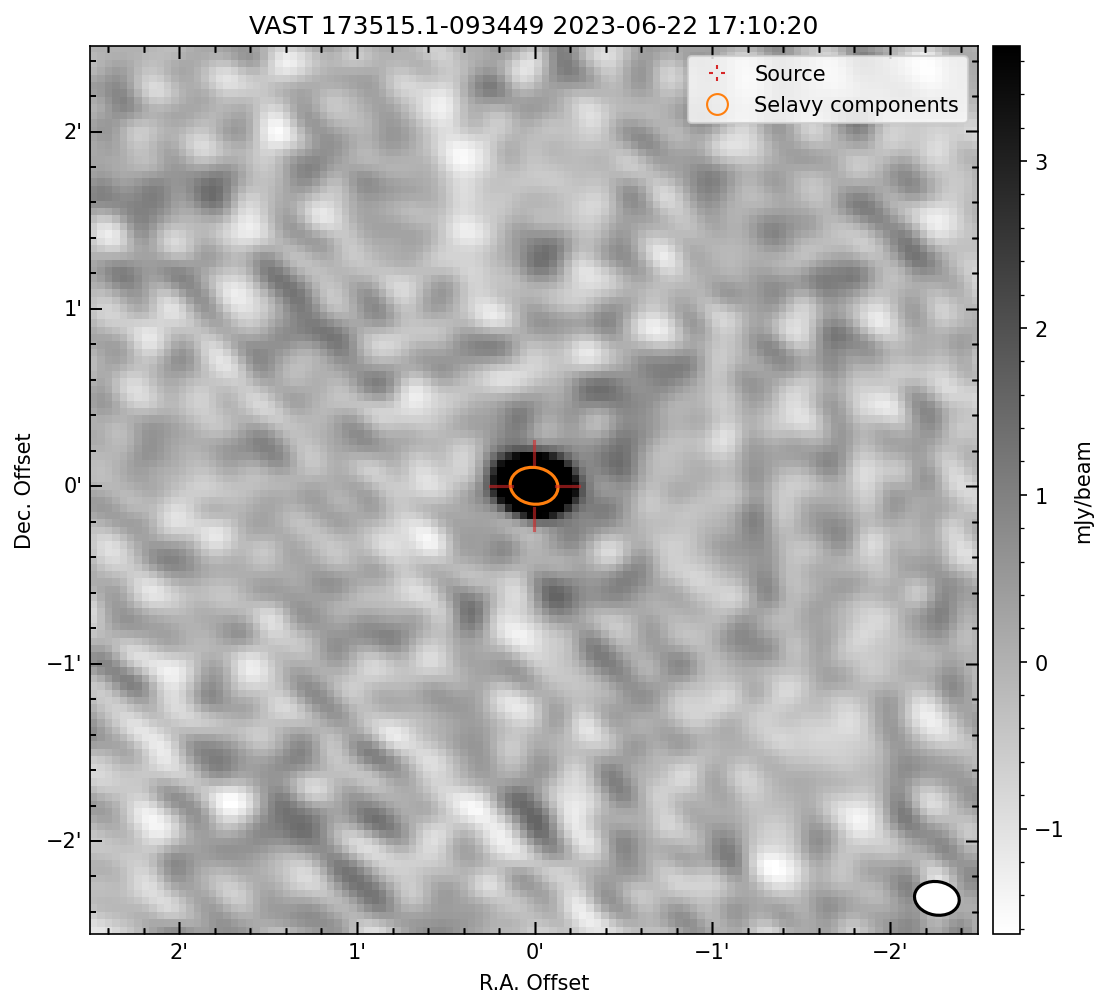 VAST 173515.1-093449 2023-06-22 17:10:20
Source
Selavy components
2'
1'
0'
−1'
−2'
Dec. Offset
2'
1'
0'
−1'
−2'
R.A. Offset
3
2
1
0
−1
mJy/beam